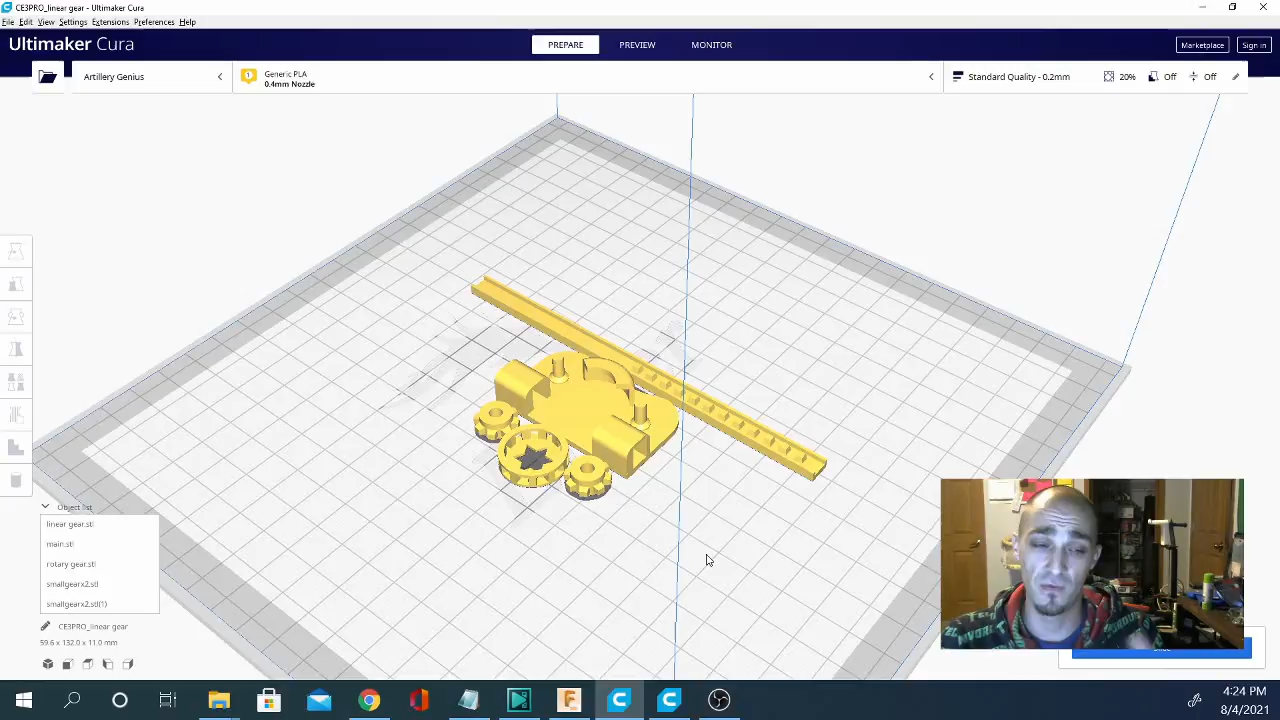 CE3PRO_linear gear - Ultimaker Cura
File Edit View Settings Extensions Preferences Help
Ultimaker Cura
PREPARE
PREVIEW
MONITOR
Marketplace
Sign in
Artillery Genius
1
Generic PLA
0.4mm Nozzle
Standard Quality - 0.2mm
20%
Off
Off
Object list
linear gear.stl
main.stl
rotary gear.stl
smallgearx2.stl
smallgearx2.stl(1)
CE3PRO_linear gear
59.6 x 132.0 x 11.0 mm
4:24 PM
8/4/2021